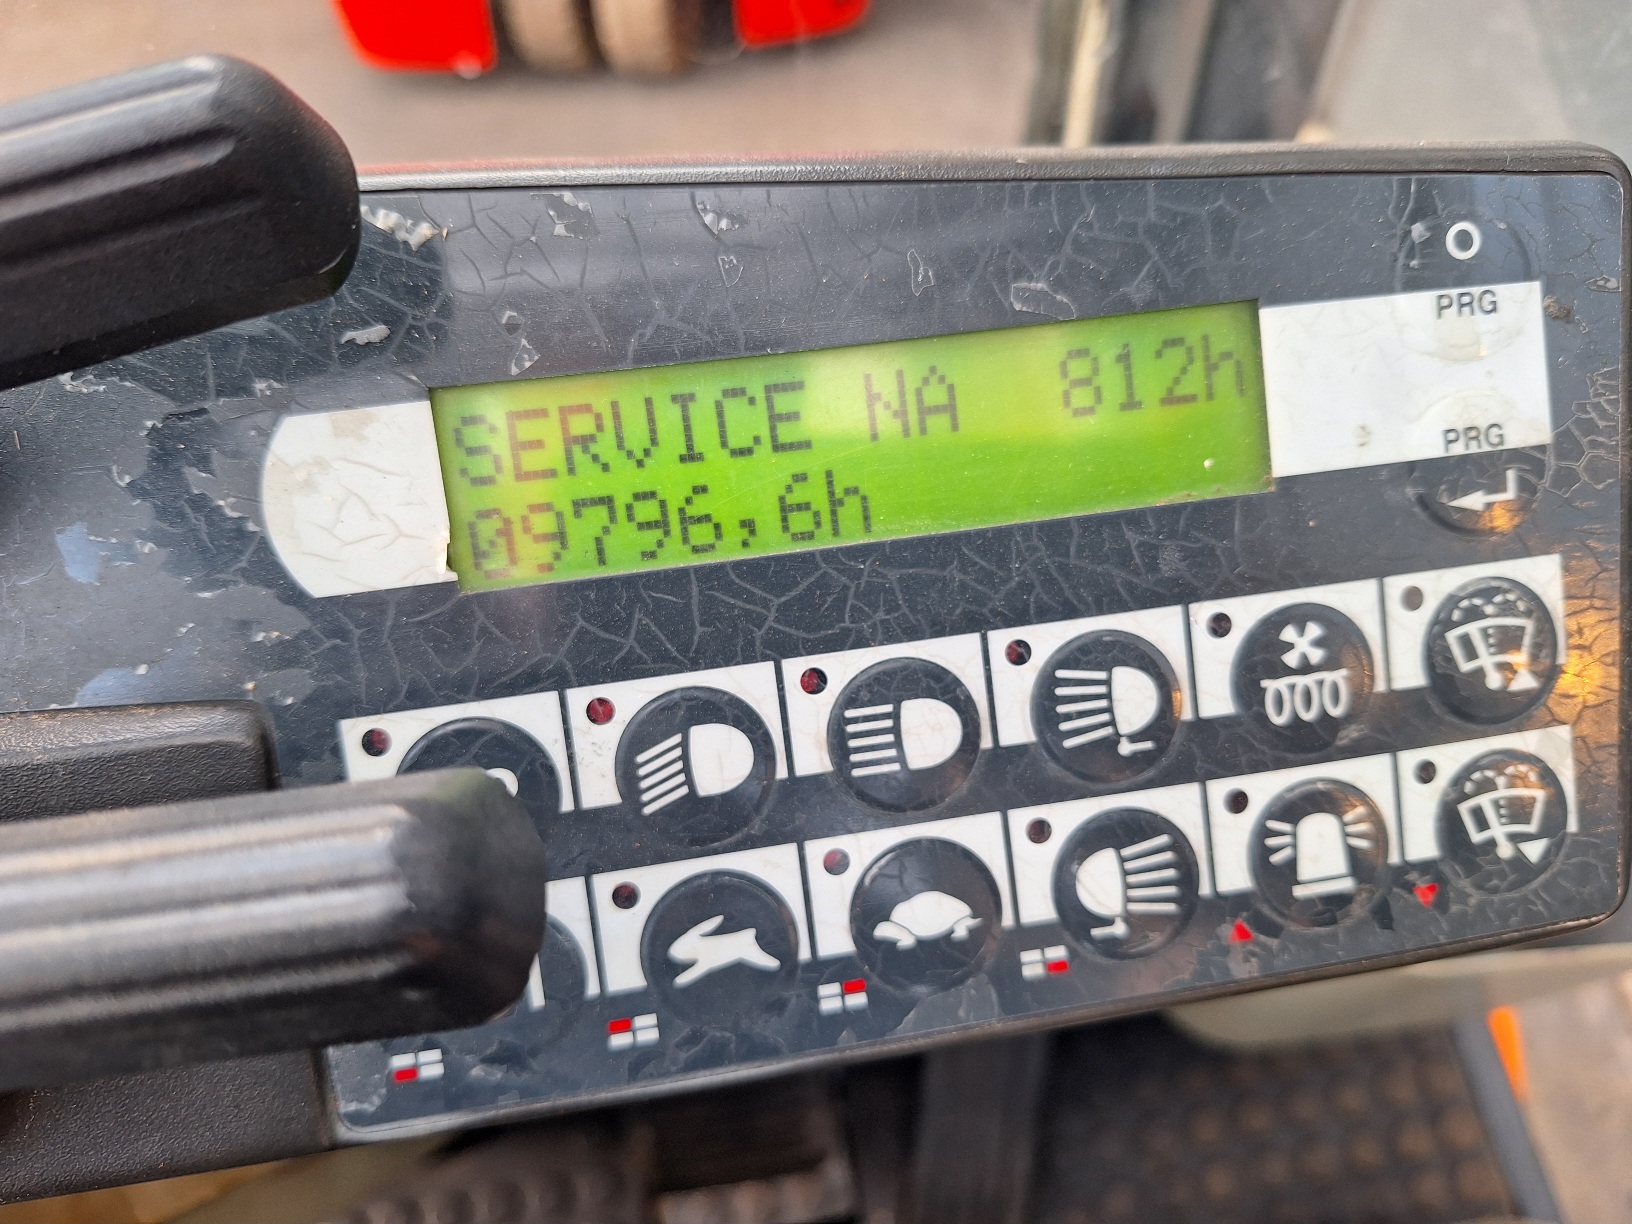 SERVICE NA 812h
09796,6h
PRG
PRG